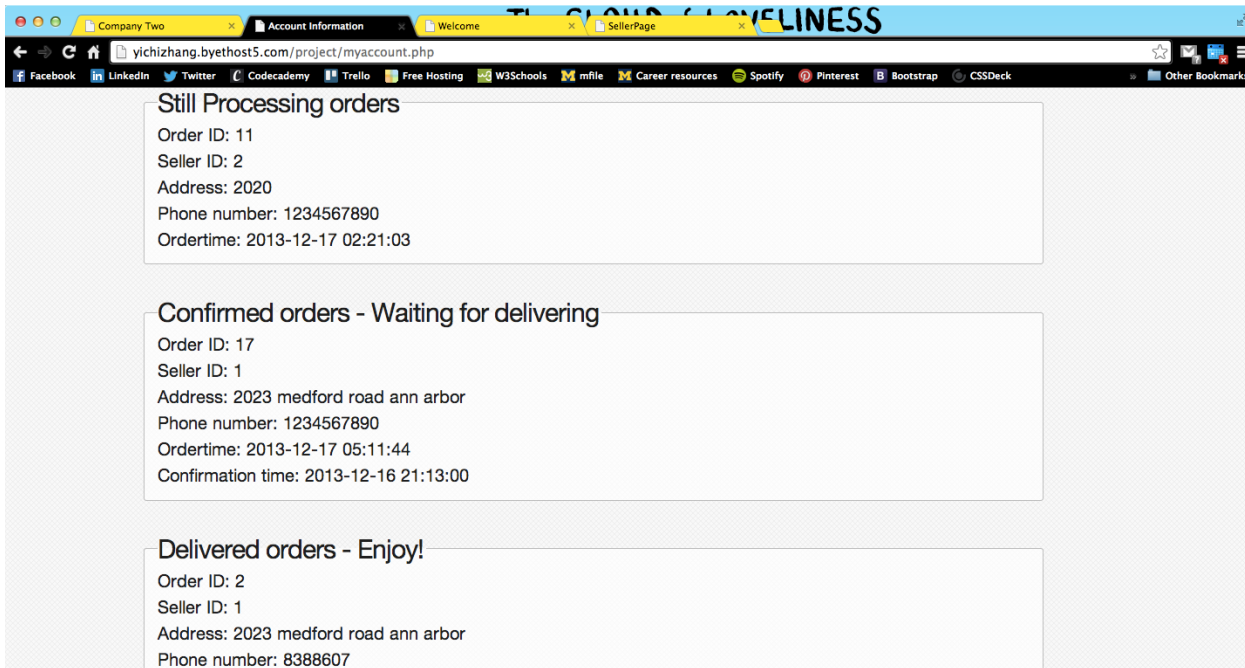 LOVELINESS
Company Two
Account Information
Welcome
SellerPage
yichizhang.byethost5.com/project/myaccount.php
Facebook LinkedIn Twitter Codecademy Trello Free Hosting W3Schools mfile Career resources Spotify Pinterest Bootstrap CSSDeck » Other Bookmarks
Still Processing orders
Order ID: 11
Seller ID: 2
Address: 2020
Phone number: 1234567890
Ordertime: 2013-12-17 02:21:03
Confirmed orders - Waiting for delivering
Order ID: 17
Seller ID: 1
Address: 2023 medford road ann arbor
Phone number: 1234567890
Ordertime: 2013-12-17 05:11:44
Confirmation time: 2013-12-16 21:13:00
Delivered orders - Enjoy!
Order ID: 2
Seller ID: 1
Address: 2023 medford road ann arbor
Phone number: 8388607